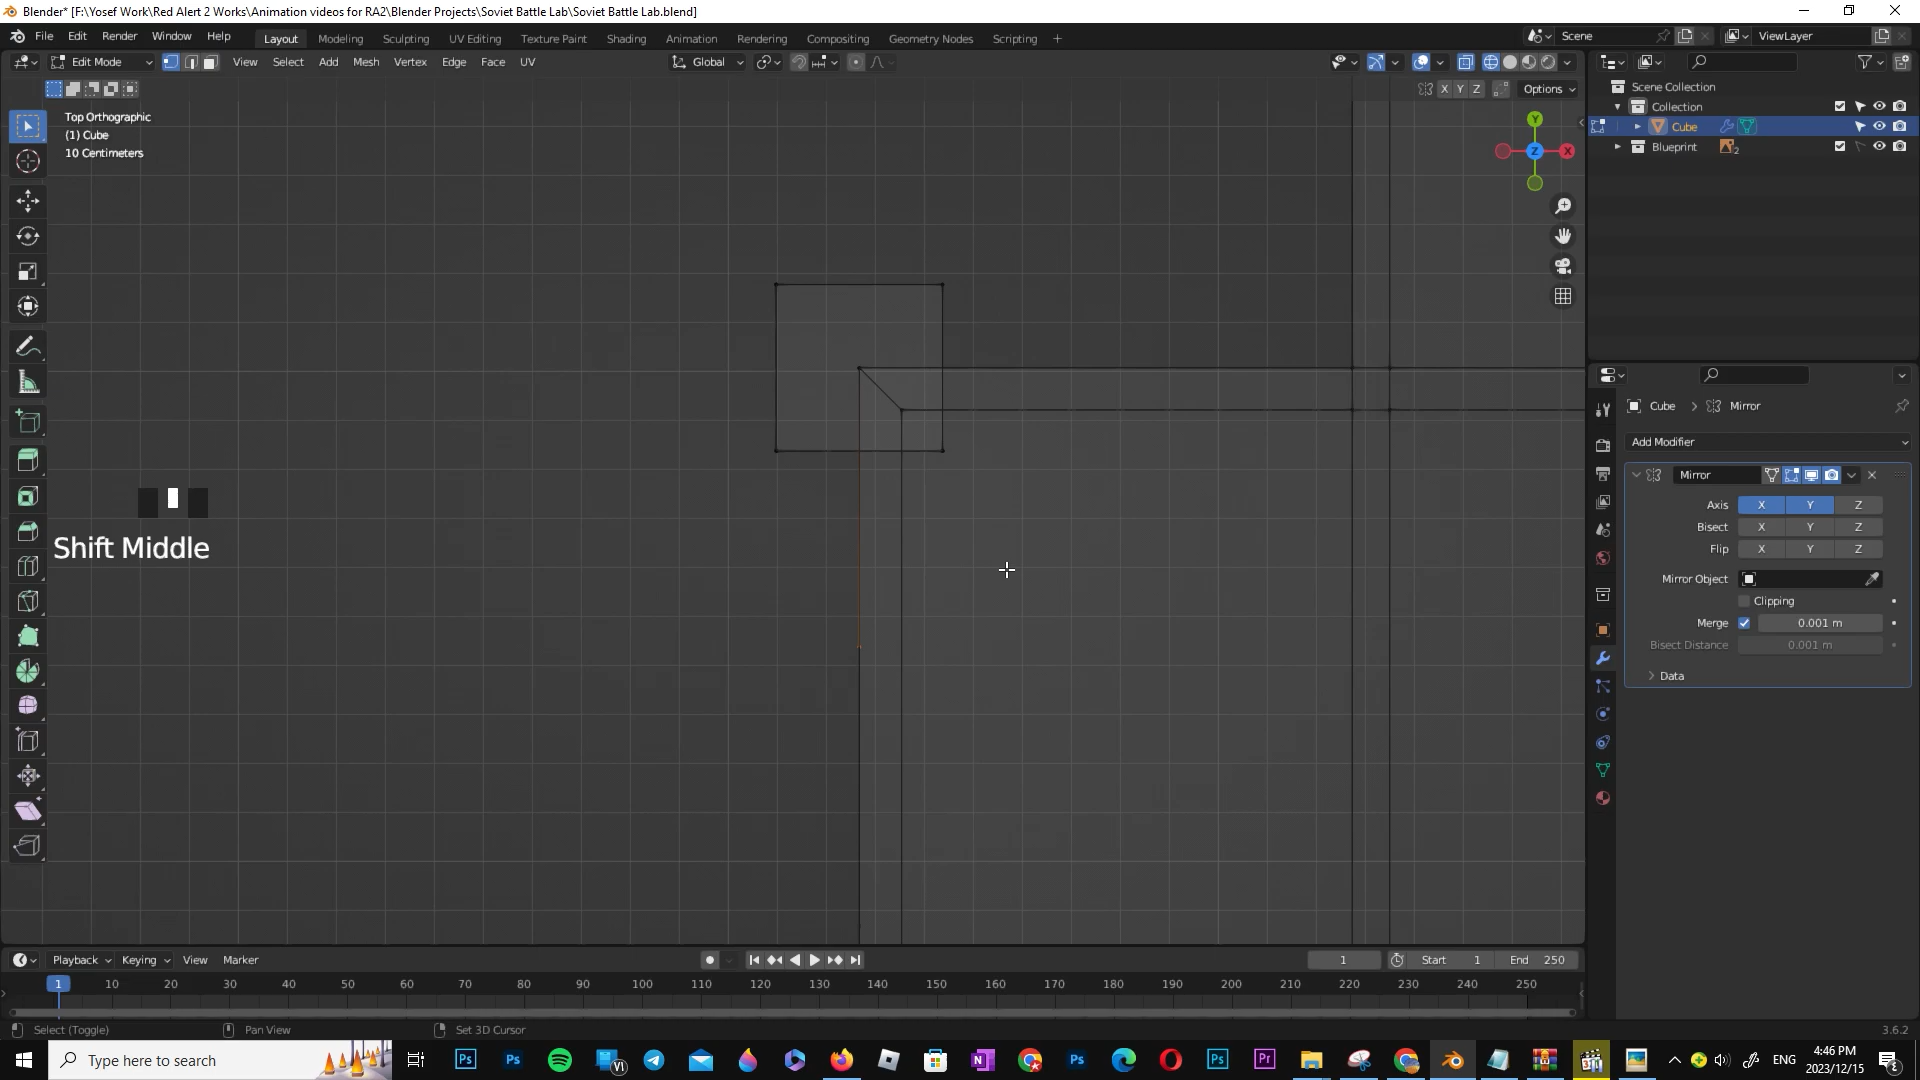 Blender* [F:\Yosef Work\Red Alert 2 Works\Animation videos for RA2\Blender Projects\Soviet Battle Lab\Soviet Battle Lab.blend]
File Edit Render Window Help Layout Modeling Sculpting UV Editing Texture Paint Shading Animation Rendering Compositing Geometry Nodes Scripting + Scene ViewLayer
Edit Mode View Select Add Mesh Vertex Edge Face UV Global
X Y Z Options
Scene Collection
Collection
Cube
Blueprint 2
Top Orthographic
(1) Cube
10 Centimeters
Y
Z X
Cube > Mirror
Add Modifier
Mirror
Axis X Y Z
Bisect X Y Z
Flip X Y Z
Mirror Object
Clipping
Merge 0.001 m
Bisect Distance 0.001 m
Data
Shift Middle
Playback Keying View Marker 1 Start 1 End 250
1 10 20 30 40 50 60 70 80 90 100 110 120 130 140 150 160 170 180 190 200 210 220 230 240 250
Select (Toggle) Pan View Set 3D Cursor 3.6.2
Type here to search
ENG
4:46 PM
2023/12/15